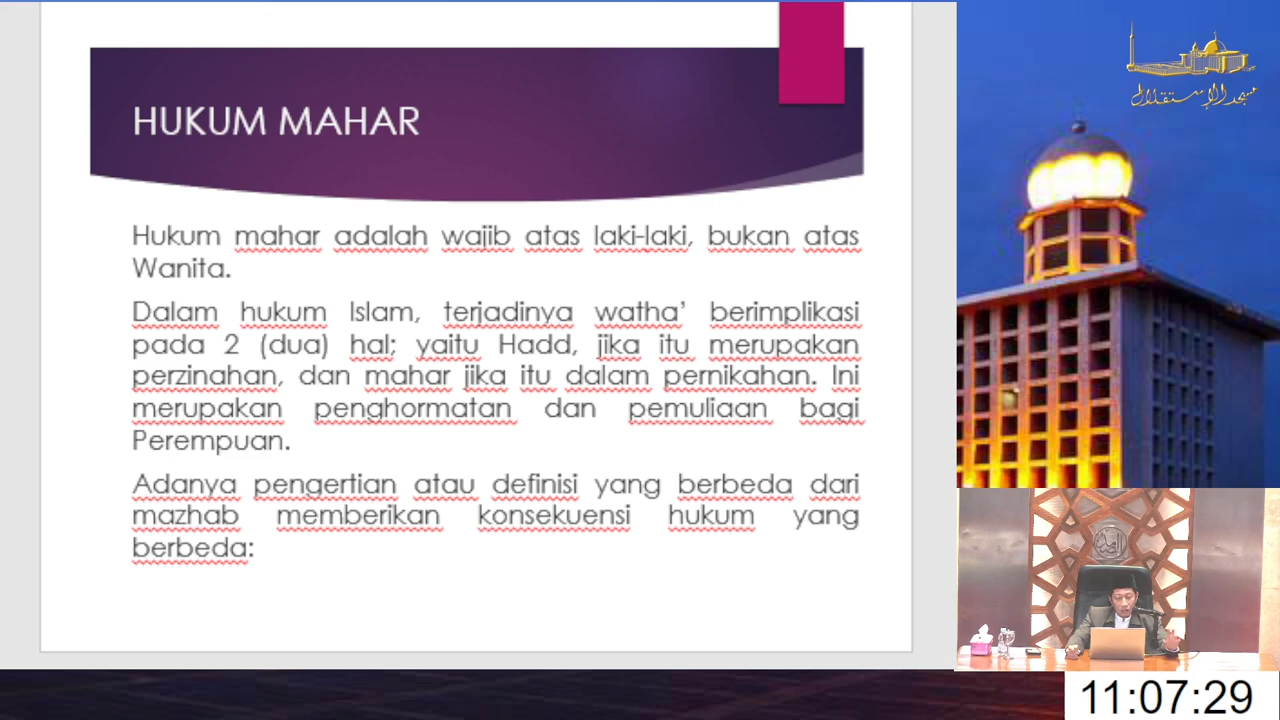 HUKUM MAHAR
Hukum mahar adalah wajib atas laki-laki, bukan atas
Wanita.
Dalam hukum Islam, terjadinya watha’ berimplikasi
pada 2 (dua) hal; yaitu Hadd, jika itu merupakan
perzinahan, dan mahar jika itu dalam pernikahan. Ini
merupakan penghormatan dan pemuliaan bagi
Perempuan.
Adanya pengertian atau definisi yang berbeda dari
mazhab memberikan konsekuensi hukum yang
berbeda:
مسجد الإستقلال
11:07:29